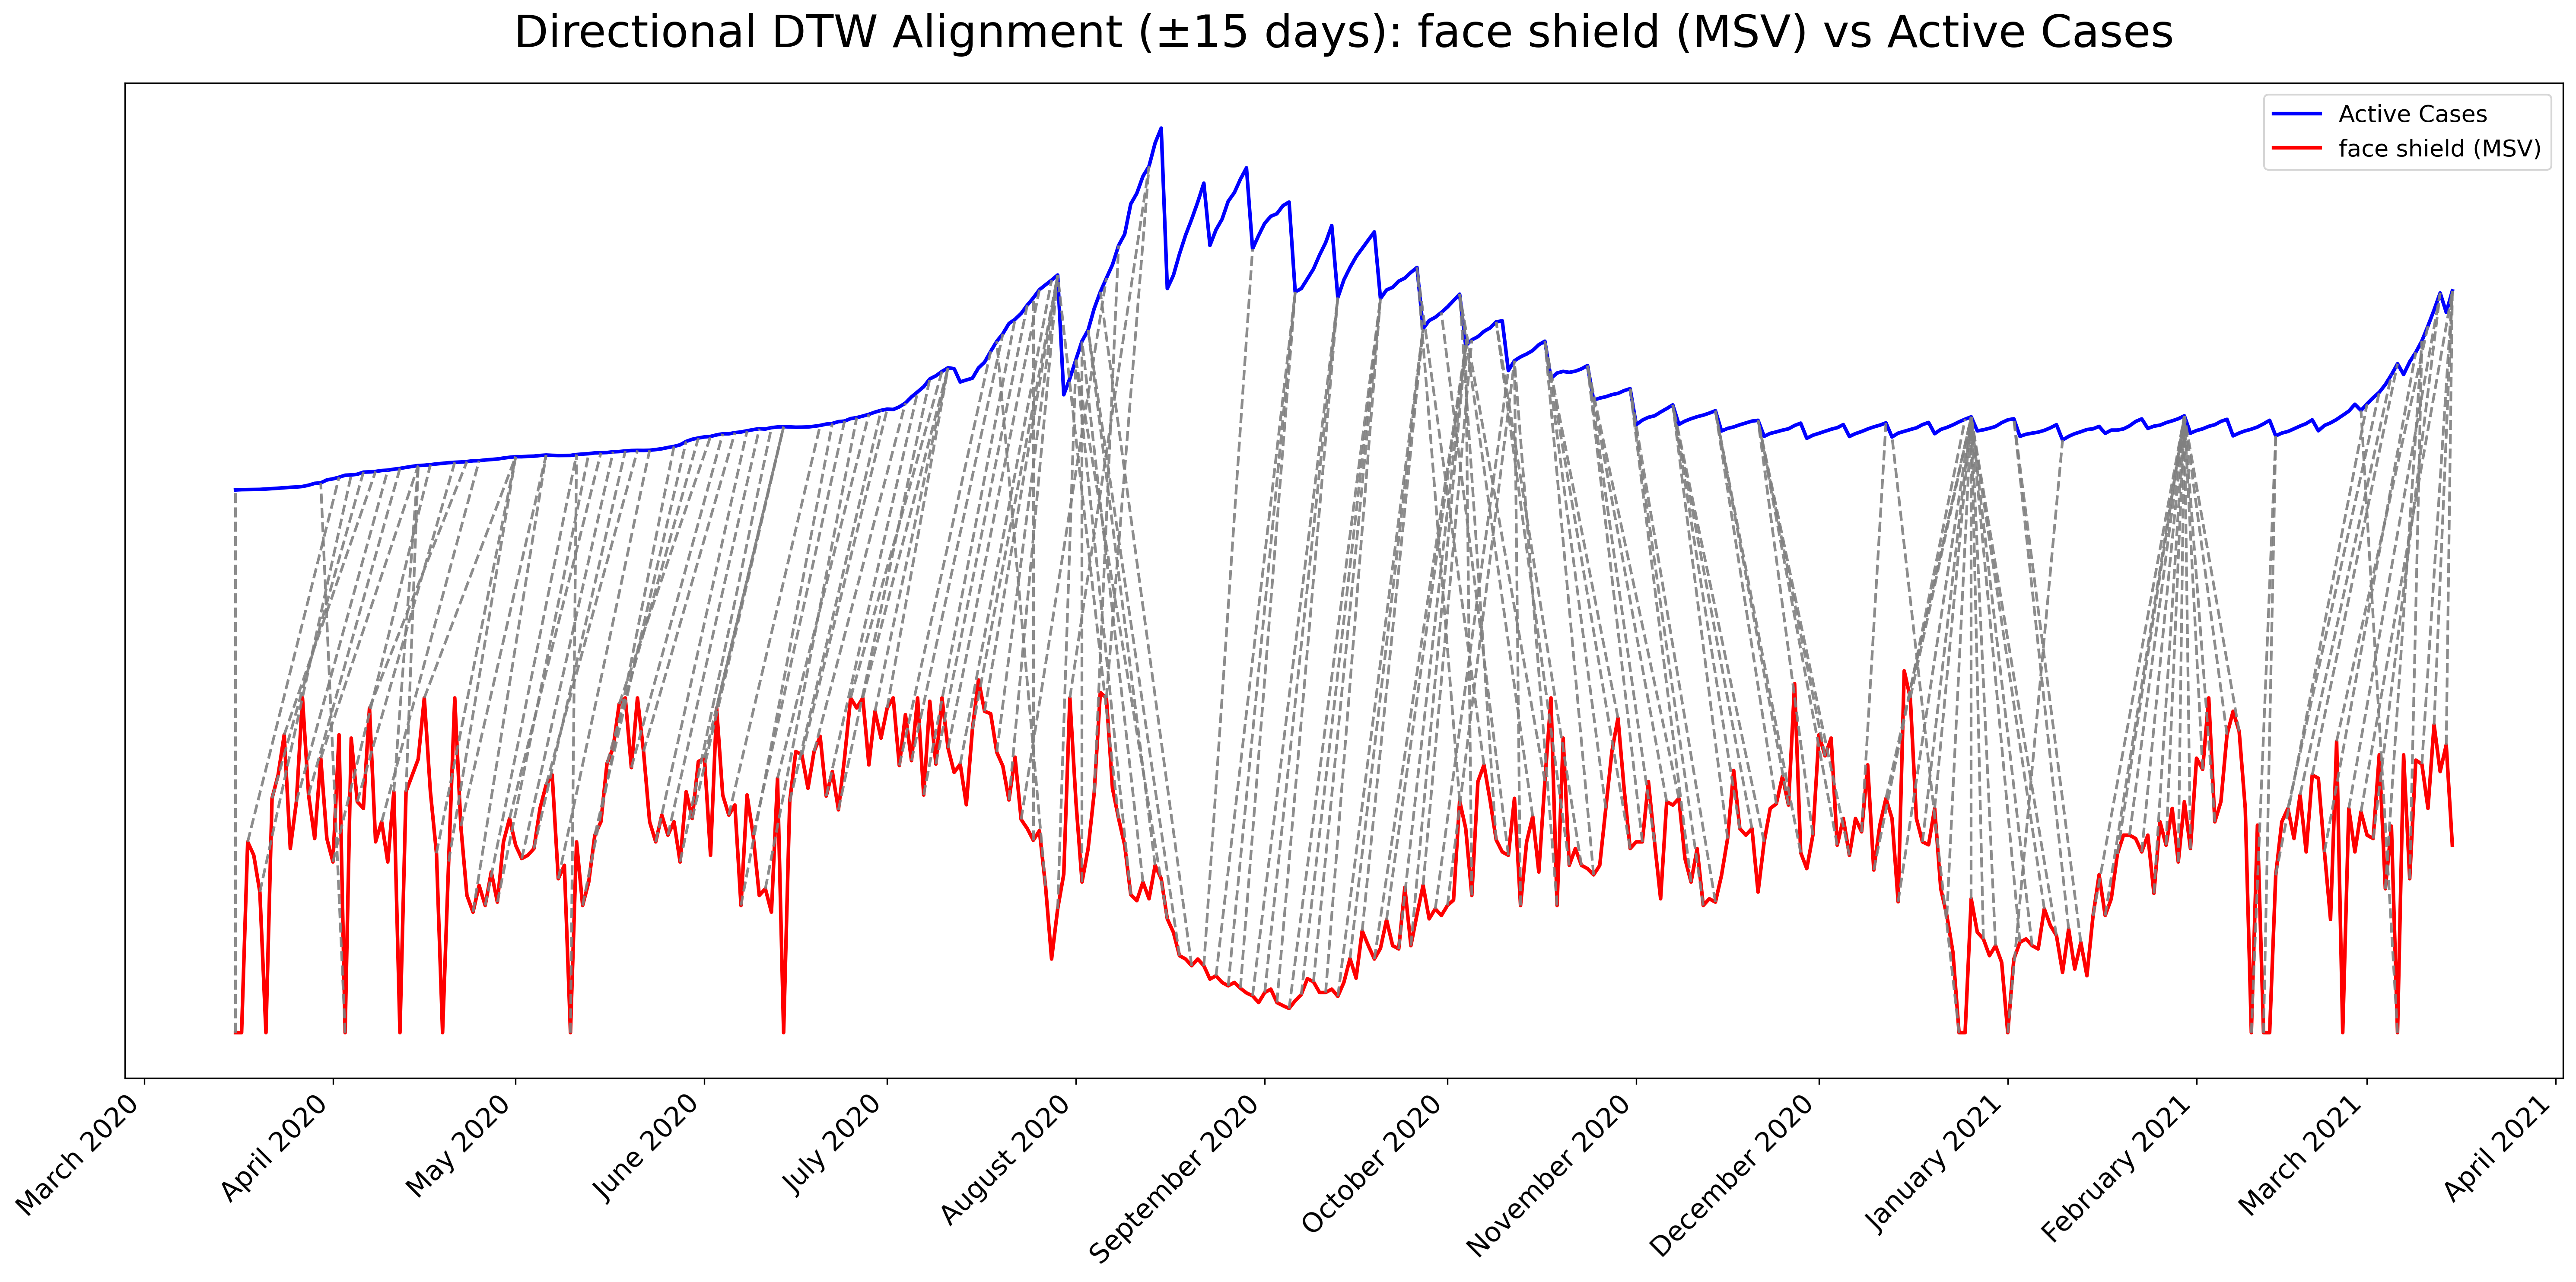 Directional DTW Alignment (±15 days): face shield (MSV) vs Active Cases
Active Cases
face shield (MSV)
March 2020
April 2020
May 2020
June 2020
July 2020
August 2020
September 2020
October 2020
November 2020
December 2020
January 2021
February 2021
March 2021
April 2021